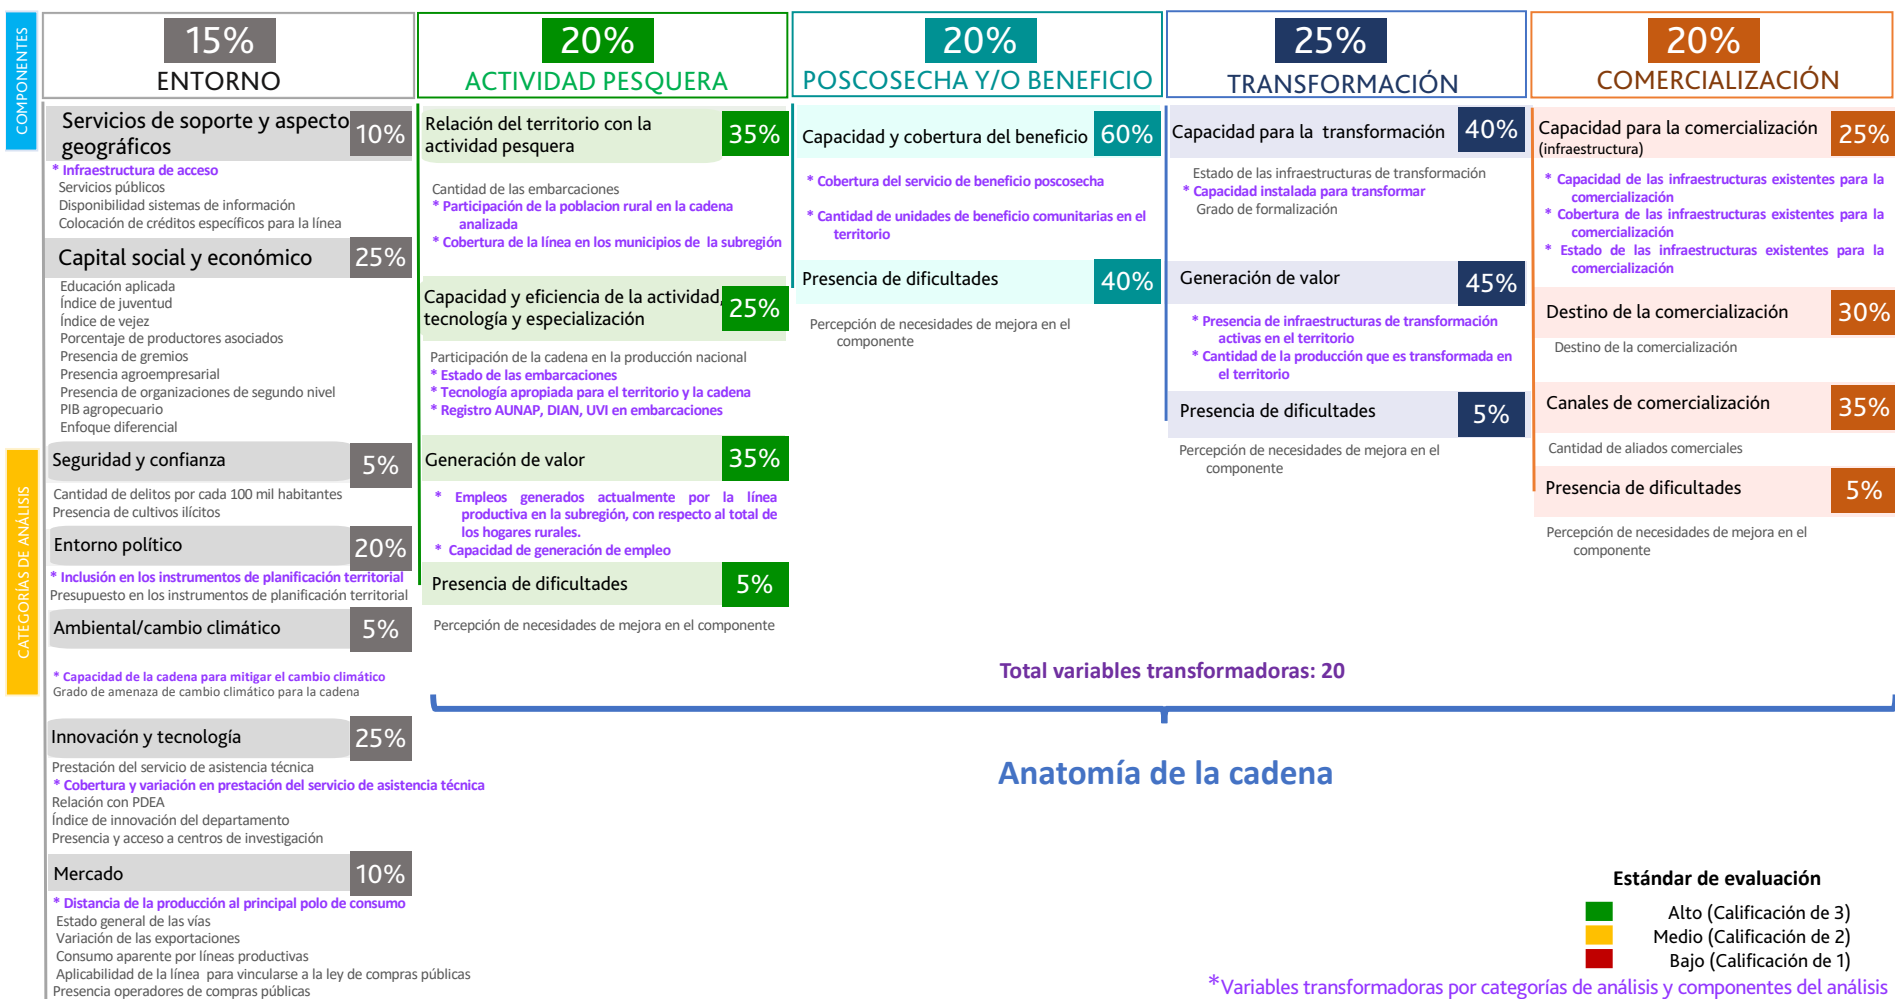 COMPONENTES
CATEGORÍAS DE ANÁLISIS
15%
ENTORNO
Servicios de soporte y aspecto
geográficos
10%
* Infraestructura de acceso
Servicios públicos
Disponibilidad sistemas de información
Colocación de créditos específicos para la línea
Capital social y económico
25%
Educación aplicada
Índice de juventud
Índice de vejez
Porcentaje de productores asociados
Presencia de gremios
Presencia agroempresarial
Presencia de organizaciones de segundo nivel
PIB agropecuario
Enfoque diferencial
Seguridad y confianza
5%
Cantidad de delitos por cada 100 mil habitantes
Presencia de cultivos ilícitos
Entorno político
20%
* Inclusión en los instrumentos de planificación territorial
Presupuesto en los instrumentos de planificación territorial
Ambiental/cambio climático
5%
* Capacidad de la cadena para mitigar el cambio climático
Grado de amenaza de cambio climático para la cadena
Innovación y tecnología
25%
Prestación del servicio de asistencia técnica
* Cobertura y variación en prestación del servicio de asistencia técnica
Relación con PDEA
Índice de innovación del departamento
Presencia y acceso a centros de investigación
Mercado
10%
* Distancia de la producción al principal polo de consumo
Estado general de las vías
Variación de las exportaciones
Consumo aparente por líneas productivas
Aplicabilidad de la línea para vincularse a la ley de compras públicas
Presencia operadores de compras públicas
20%
ACTIVIDAD PESQUERA
Relación del territorio con la
actividad pesquera
35%
Cantidad de las embarcaciones
* Participación de la poblacion rural en la cadena
analizada
* Cobertura de la línea en los municipios de la subregión
Capacidad y eficiencia de la actividad,
tecnología y especialización
25%
Participación de la cadena en la producción nacional
* Estado de las embarcaciones
* Tecnología apropiada para el territorio y la cadena
* Registro AUNAP, DIAN, UVI en embarcaciones
Generación de valor
35%
* Empleos generados actualmente por la línea
productiva en la subregión, con respecto al total de
los hogares rurales.
* Capacidad de generación de empleo
Presencia de dificultades
5%
Percepción de necesidades de mejora en el componente
20%
POSCOSECHA Y/O BENEFICIO
Capacidad y cobertura del beneficio
60%
* Cobertura del servicio de beneficio poscosecha
* Cantidad de unidades de beneficio comunitarias en el
territorio
Presencia de dificultades
40%
Percepción de necesidades de mejora en el
componente
25%
TRANSFORMACIÓN
Capacidad para la transformación
40%
Estado de las infraestructuras de transformación
* Capacidad instalada para transformar
Grado de formalización
Generación de valor
45%
* Presencia de infraestructuras de transformación
activas en el territorio
* Cantidad de la producción que es transformada en
el territorio
Presencia de dificultades
5%
Percepción de necesidades de mejora en el
componente
20%
COMERCIALIZACIÓN
Capacidad para la comercialización
(infraestructura)
25%
* Capacidad de las infraestructuras existentes para la
comercialización
* Cobertura de las infraestructuras existentes para la
comercialización
* Estado de las infraestructuras existentes para la
comercialización
Destino de la comercialización
30%
Destino de la comercialización
Canales de comercialización
35%
Cantidad de aliados comerciales
Presencia de dificultades
5%
Percepción de necesidades de mejora en el
componente
Total variables transformadoras: 20
Anatomía de la cadena
Estándar de evaluación
Alto (Calificación de 3)
Medio (Calificación de 2)
Bajo (Calificación de 1)
*Variables transformadoras por categorías de análisis y componentes del análisis